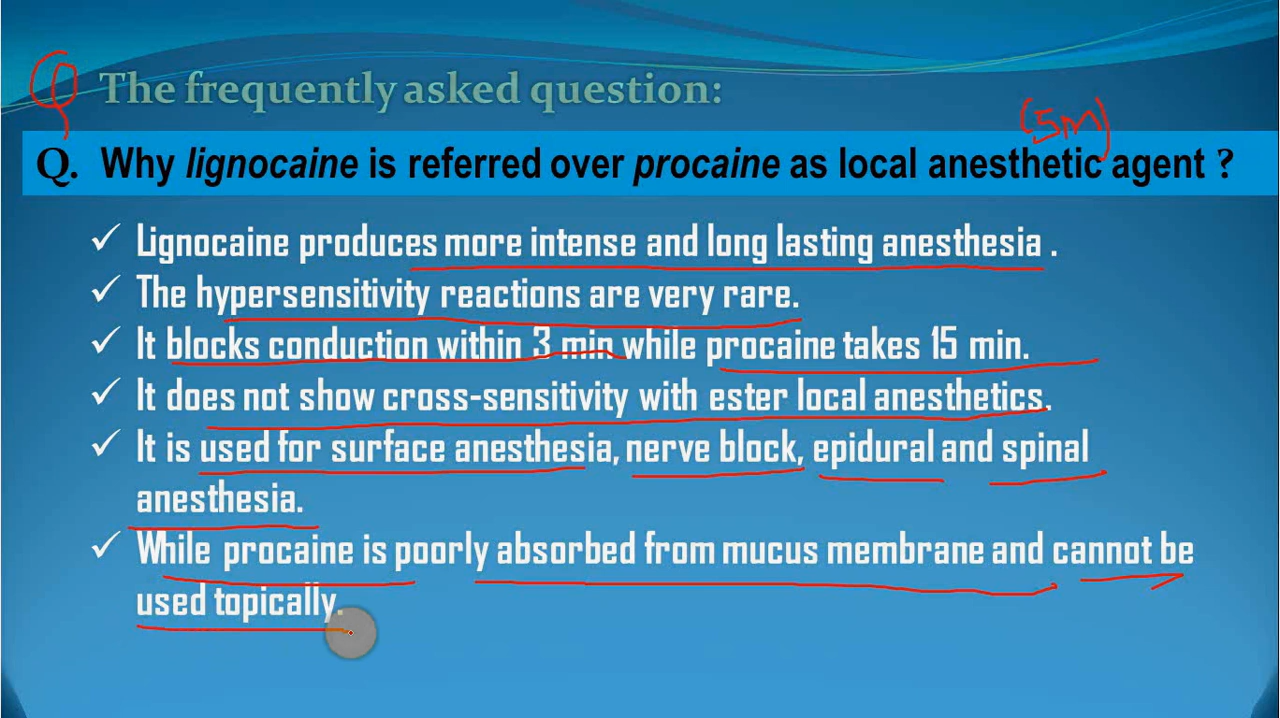 Q The frequently asked question:
(5m)
Q. Why lignocaine is referred over procaine as local anesthetic agent ?
✓ Lignocaine produces more intense and long lasting anesthesia .
✓ The hypersensitivity reactions are very rare.
✓ It blocks conduction within 3 min while procaine takes 15 min.
✓ It does not show cross-sensitivity with ester local anesthetics.
✓ It is used for surface anesthesia, nerve block, epidural and spinal
anesthesia.
✓ While procaine is poorly absorbed from mucus membrane and cannot be
used topically.